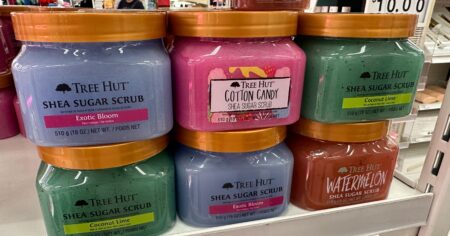 10.00
TREE HUT
SHEA SUGAR SCRUB
Exotic Bloom
510 g (18 OZ) NET WT. / POIDS NET
TREE HUT
COTTON CANDY
SHEA SUGAR SCRUB
TREE HUT
SHEA SUGAR SCRUB
Coconut Lime
TREE HUT
SHEA SUGAR SCRUB
Coconut Lime
TREE HUT
SHEA SUGAR SCRUB
Exotic Bloom
TREE HUT
WATERMELON
SHEA SUGAR SCRUB